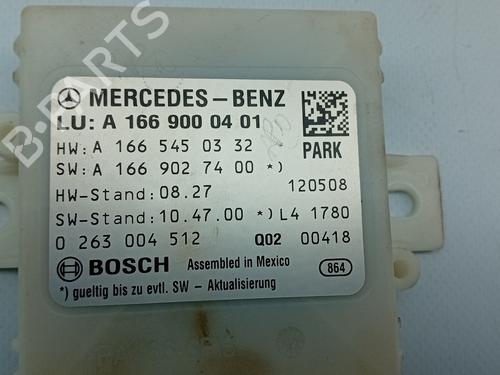 B-PARTS
MERCEDES-BENZ
LU: A 166 900 04 01
HW: A 166 545 03 32
SW: A 166 902 74 00 *)
PARK
HW-Stand: 08.27
120508
SW-Stand: 10.47.00 *) L4 1780
0 263 004 512 Q02 00418
BOSCH Assembled in Mexico
864
*) gueltig bis zu evtl. SW - Aktualisierung